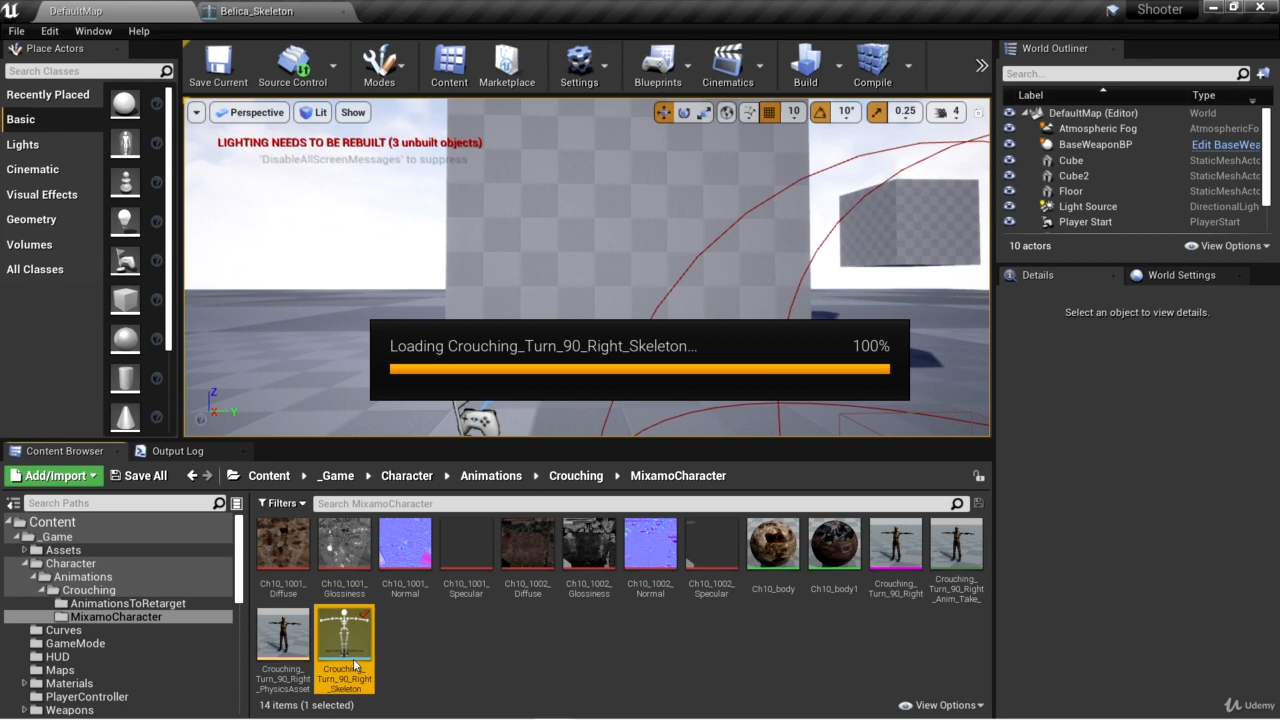 DefaultMap
Belica_Skeleton
Shooter
File Edit Window Help
Place Actors
Search Classes
Recently Placed
Basic
Lights
Cinematic
Visual Effects
Geometry
Volumes
All Classes
Save Current
Source Control
Modes
Content
Marketplace
Settings
Blueprints
Cinematics
Build
Compile
Perspective
Lit
Show
10
10°
0.25
4
LIGHTING NEEDS TO BE REBUILT (3 unbuilt objects)
'DisableAllScreenMessages' to suppress
Z
X
Y
Loading Crouching_Turn_90_Right_Skeleton... 100%
World Outliner
Search...
Label Type
DefaultMap (Editor) World
Atmospheric Fog AtmosphericFo
BaseWeaponBP Edit BaseWea
Cube StaticMeshActo
Cube2 StaticMeshActo
Floor StaticMeshActo
Light Source DirectionalLigh
Player Start PlayerStart
10 actors
View Options
Details
World Settings
Select an object to view details.
Content Browser
Output Log
Add/Import
Save All
Content
_Game
Character
Animations
Crouching
MixamoCharacter
Search Paths
Filters
Search MixamoCharacter
Content
_Game
Assets
Character
Animations
Crouching
AnimationsToRetarget
MixamoCharacter
Curves
GameMode
HUD
Maps
Materials
PlayerController
Weapons
Ch10_1001_
Diffuse
Ch10_1001_
Glossiness
Ch10_1001_
Normal
Ch10_1001_
Specular
Ch10_1002_
Diffuse
Ch10_1002_
Glossiness
Ch10_1002_
Normal
Ch10_1002_
Specular
Ch10_body
Ch10_body1
Crouching_
Turn_90_Right
Crouching_
Turn_90_Right
_Anim_Take_
Crouching_
Turn_90_Right
_PhysicsAsset
Crouching_
Turn_90_Right
_Skeleton
14 items (1 selected)
View Options
Udemy